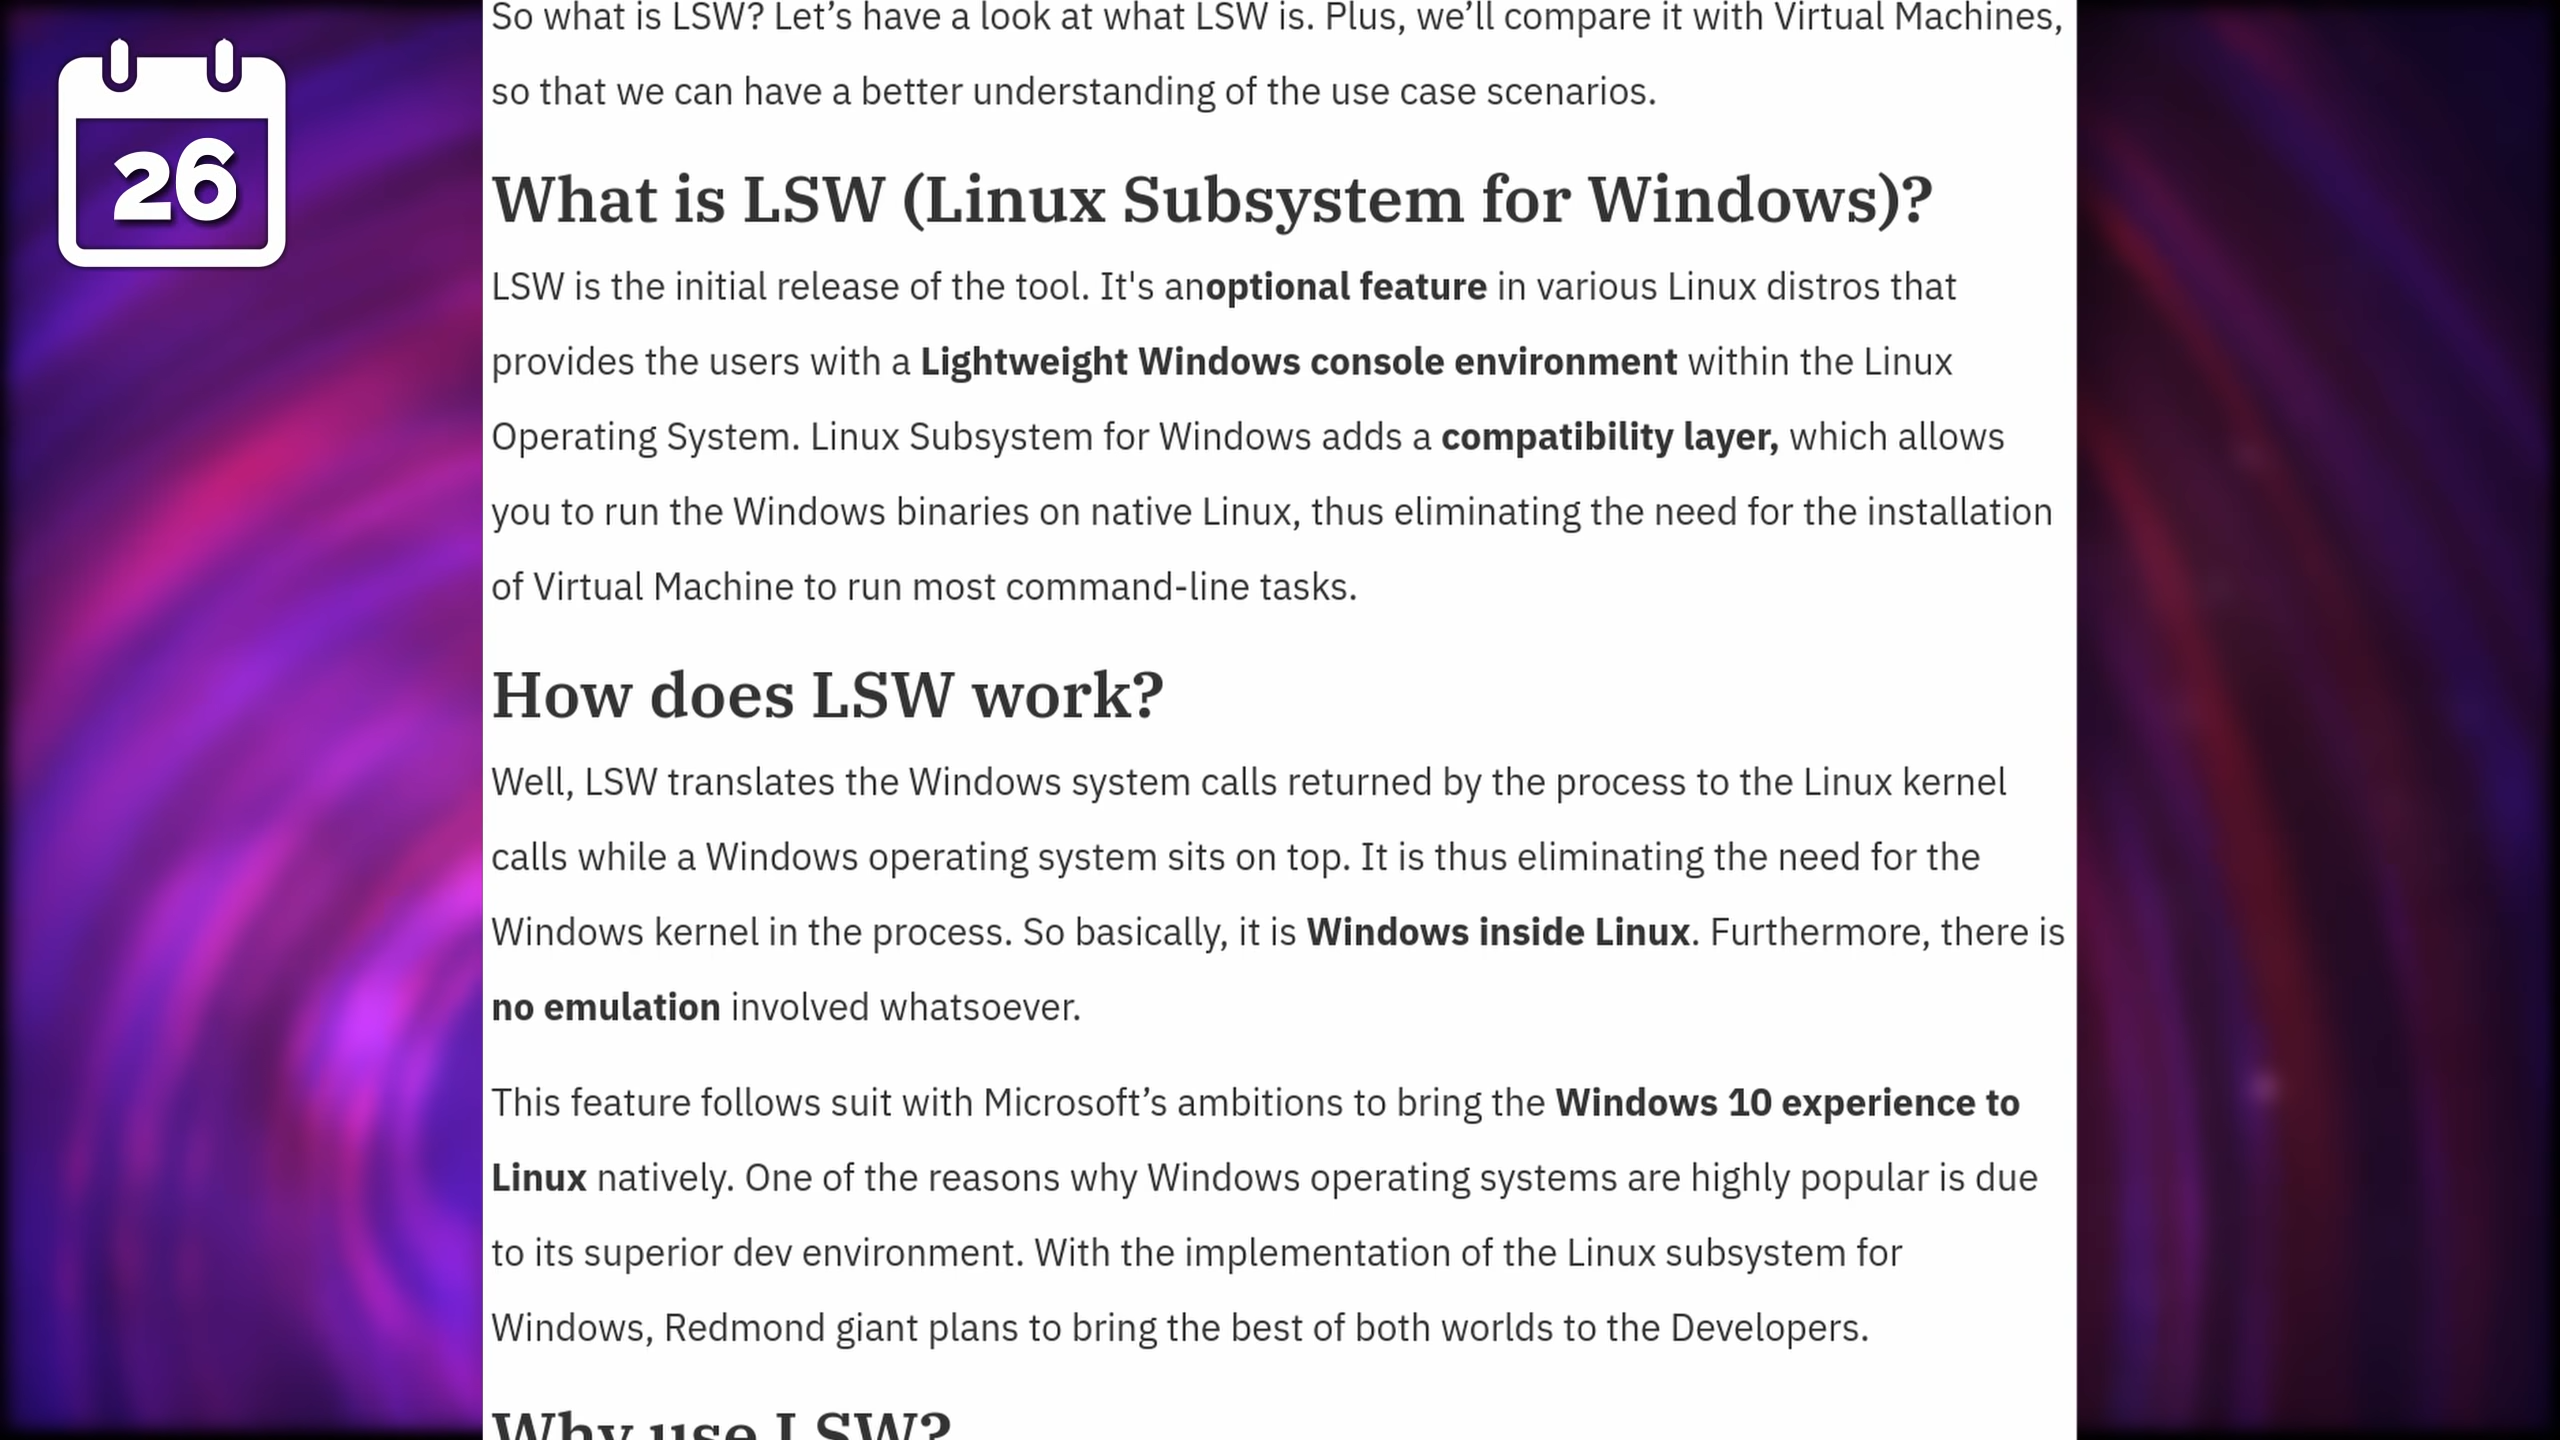 26
So what is LSW? Let’s have a look at what LSW is. Plus, we’ll compare it with Virtual Machines,
so that we can have a better understanding of the use case scenarios.
What is LSW (Linux Subsystem for Windows)?
LSW is the initial release of the tool. It's anoptional feature in various Linux distros that
provides the users with a Lightweight Windows console environment within the Linux
Operating System. Linux Subsystem for Windows adds a compatibility layer, which allows
you to run the Windows binaries on native Linux, thus eliminating the need for the installation
of Virtual Machine to run most command-line tasks.
How does LSW work?
Well, LSW translates the Windows system calls returned by the process to the Linux kernel
calls while a Windows operating system sits on top. It is thus eliminating the need for the
Windows kernel in the process. So basically, it is Windows inside Linux. Furthermore, there is
no emulation involved whatsoever.
This feature follows suit with Microsoft’s ambitions to bring the Windows 10 experience to
Linux natively. One of the reasons why Windows operating systems are highly popular is due
to its superior dev environment. With the implementation of the Linux subsystem for
Windows, Redmond giant plans to bring the best of both worlds to the Developers.
Why use LSW?